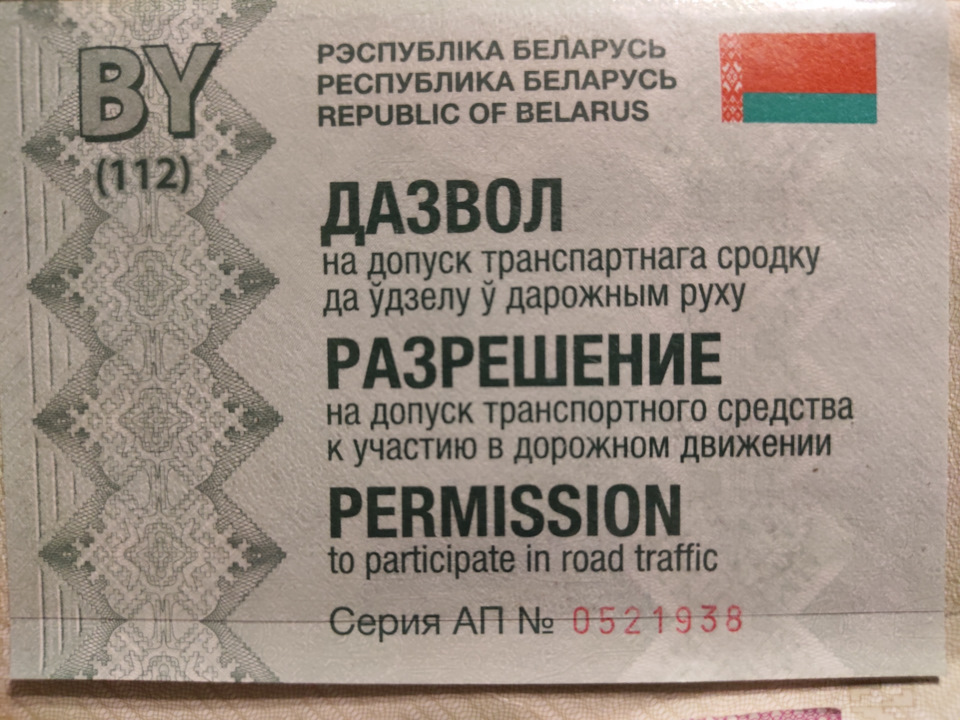 BY
(112)
РЭСПУБЛІКА БЕЛАРУСЬ
РЕСПУБЛИКА БЕЛАРУСЬ
REPUBLIC OF BELARUS
ДАЗВОЛ
на допуск транспартнага сродку
да ўдзелу ў дарожным руху
РАЗРЕШЕНИЕ
на допуск транспортного средства
к участию в дорожном движении
PERMISSION
to participate in road traffic
Серия АП № 0521938